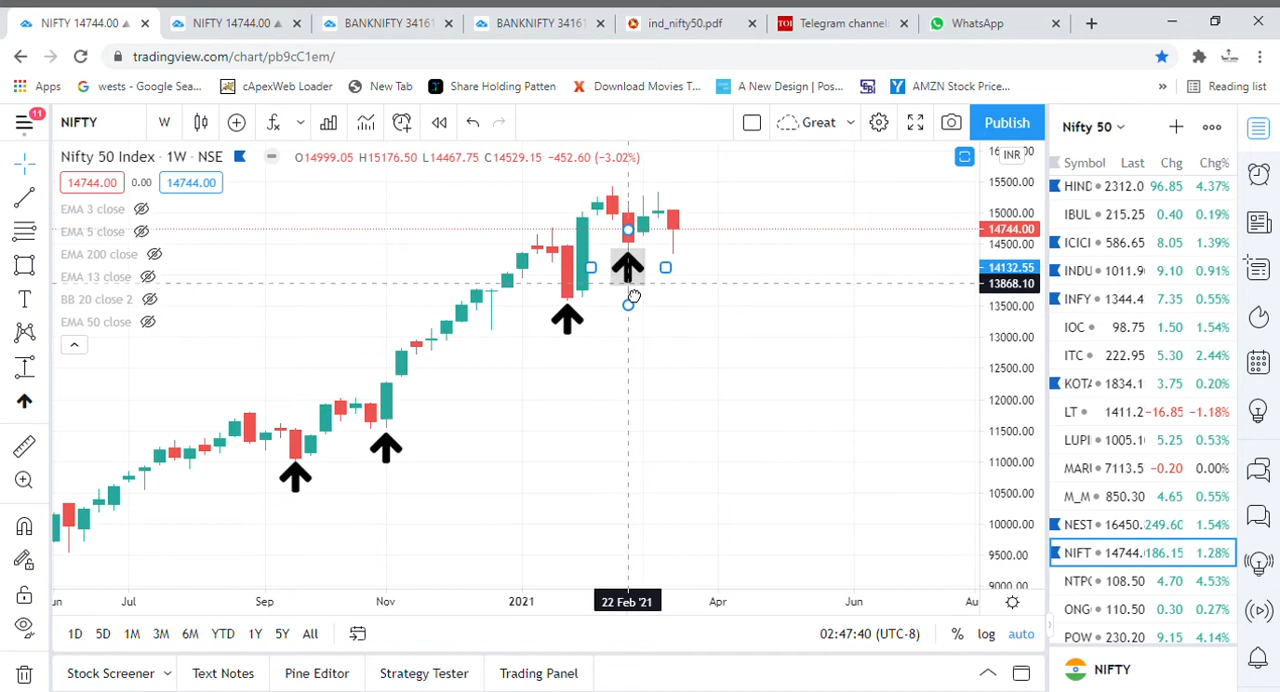 NIFTY 14744.00
NIFTY 14744.00
BANKNIFTY 34161
BANKNIFTY 34161
ind_nifty50.pdf
TOI Telegram channel
WhatsApp
tradingview.com/chart/pb9cC1em/
Apps
wests - Google Sea...
cApexWeb Loader
New Tab
Share Holding Patten
Download Movies T...
A New Design | Pos...
AMZN Stock Price...
Reading list
11
NIFTY
W
Great
Publish
Nifty 50
Nifty 50 Index · 1W · NSE
O14999.05 H15176.50 L14467.75 C14529.15 -452.60 (-3.02%)
INR
Symbol Last Chg Chg%
14744.00 0.00 14744.00
EMA 3 close
EMA 5 close
EMA 200 close
EMA 13 close
BB 20 close 2
EMA 50 close
15500.00
15000.00
14744.00
14500.00
14132.55
13868.10
13500.00
13000.00
12500.00
12000.00
11500.00
11000.00
10500.00
10000.00
9500.00
9000.00
HIND 2312.0 96.85 4.37%
IBUL 215.25 0.40 0.19%
ICICI 586.65 8.05 1.39%
INDU 1011.9 9.10 0.91%
INFY 1344.4 7.35 0.55%
IOC 98.75 1.50 1.54%
ITC 222.95 5.30 2.44%
KOTA 1834.1 3.75 0.20%
LT 1411.2 -16.85 -1.18%
LUPI 1005.1 5.25 0.53%
MARI 7113.5 -0.20 0.00%
M_M 850.30 4.65 0.55%
NEST 16450. 249.60 1.54%
NIFT 14744. 186.15 1.28%
NTPC 108.50 4.70 4.53%
ONG 110.50 0.30 0.27%
POW 230.20 9.15 4.14%
Jul Sep Nov 2021 22 Feb '21 Apr Jun Au
1D 5D 1M 3M 6M YTD 1Y 5Y All
02:47:40 (UTC-8) % log auto
Stock Screener Text Notes Pine Editor Strategy Tester Trading Panel
NIFTY